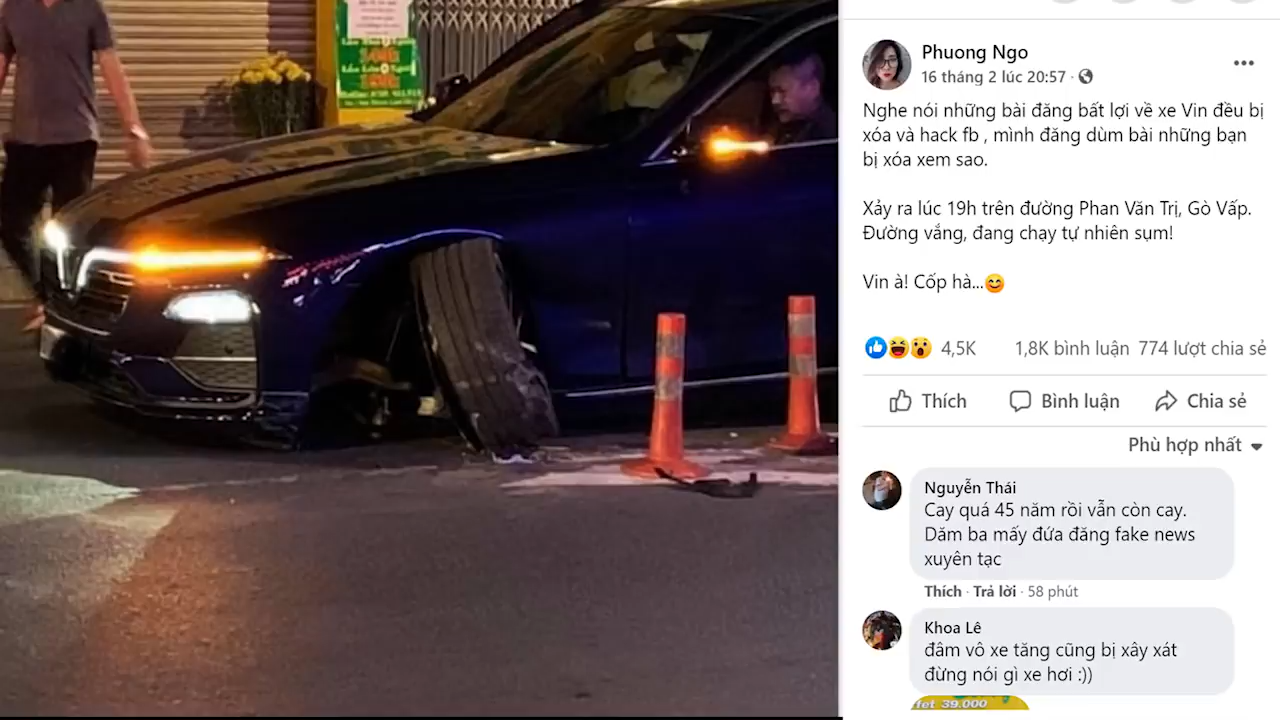 Phuong Ngo
16 tháng 2 lúc 20:57 ·
Nghe nói những bài đăng bất lợi về xe Vin đều bị
xóa và hack fb , mình đăng dùm bài những bạn
bị xóa xem sao.
Xảy ra lúc 19h trên đường Phan Văn Trị, Gò Vấp.
Đường vắng, đang chạy tự nhiên sụm!
Vin à! Cốp hà...😊
4,5K 1,8K bình luận 774 lượt chia sẻ
Thích Bình luận Chia sẻ
Phù hợp nhất
Nguyễn Thái
Cay quá 45 năm rồi vẫn còn cay.
Dăm ba mấy đứa đăng fake news
xuyên tạc
Thích · Trả lời · 58 phút
Khoa Lê
đâm vô xe tăng cũng bị xây xát
đừng nói gì xe hơi :))
39.000